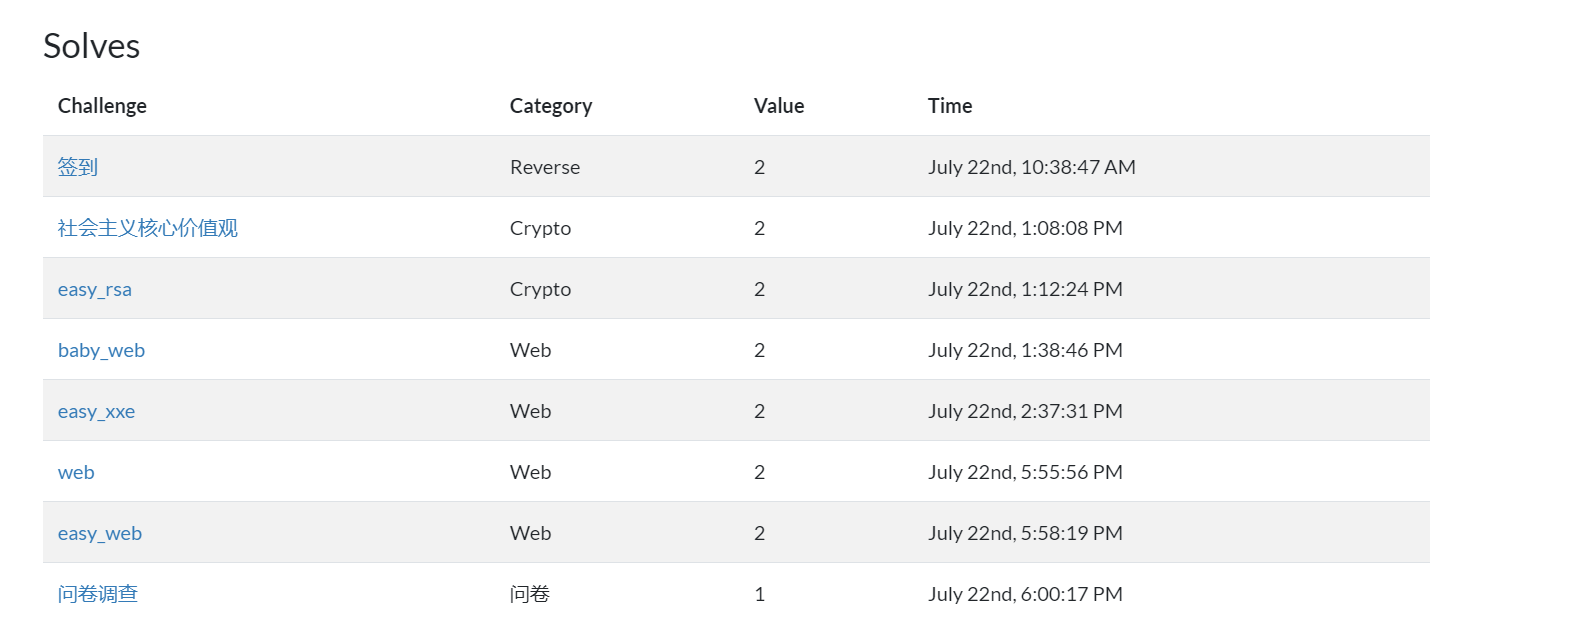 Solves
Challenge Category Value Time
签到 Reverse 2 July 22nd, 10:38:47 AM
社会主义核心价值观 Crypto 2 July 22nd, 1:08:08 PM
easy_rsa Crypto 2 July 22nd, 1:12:24 PM
baby_web Web 2 July 22nd, 1:38:46 PM
easy_xxe Web 2 July 22nd, 2:37:31 PM
web Web 2 July 22nd, 5:55:56 PM
easy_web Web 2 July 22nd, 5:58:19 PM
问卷调查 问卷 1 July 22nd, 6:00:17 PM